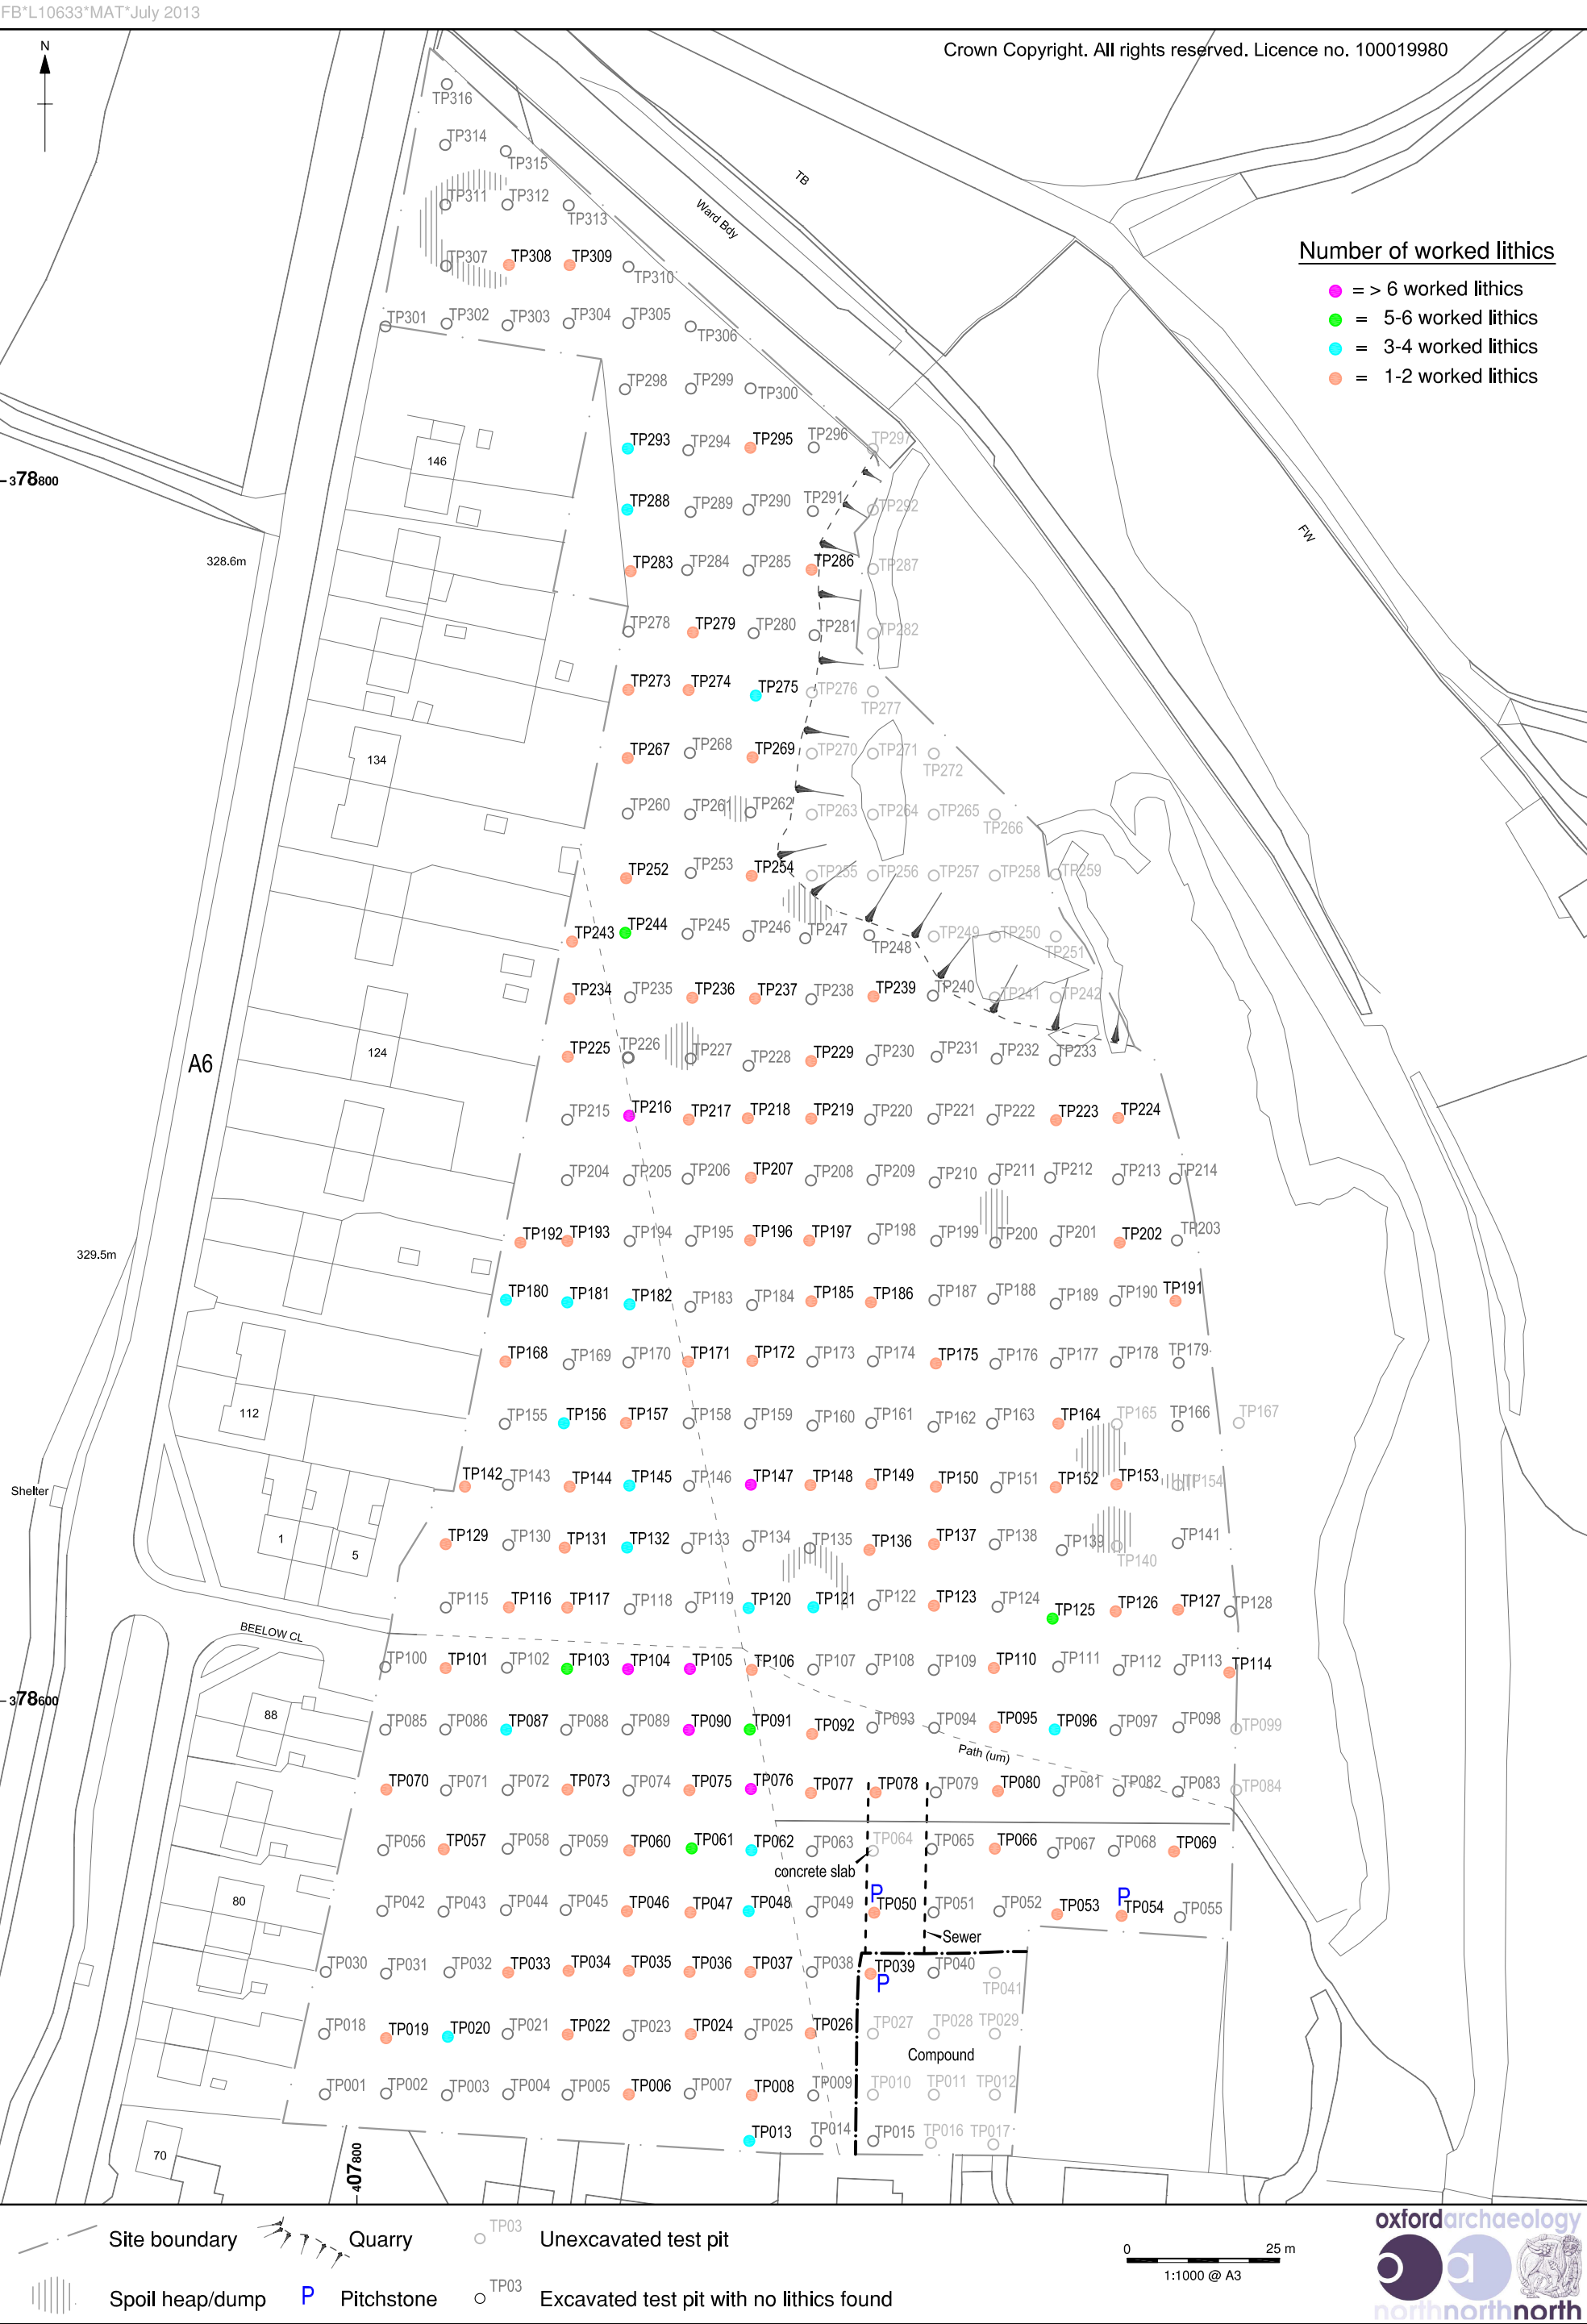 FB*L10633*MAT*July 2013
N
Crown Copyright. All rights reserved. Licence no. 100019980
TP316
TP314
TP315
TB
TP311 TP312
TP313
Ward Bdy
TP307 TP308 TP309
TP310
Number of worked lithics
= > 6 worked lithics
= 5-6 worked lithics
= 3-4 worked lithics
= 1-2 worked lithics
TP301 TP302 TP303 TP304 TP305
TP306
TP298 TP299 TP300
TP293 TP294 TP295 TP296 TP297
146
378800
TP288 TP289 TP290 TP291 TP292
FW
328.6m
TP283 TP284 TP285 TP286 TP287
TP278 TP279 TP280 TP281 TP282
TP273 TP274 TP275 TP276
TP277
134
TP267 TP268 TP269 TP270 TP271
TP272
TP260 TP261 TP262 TP263 TP264 TP265
TP266
TP252 TP253 TP254 TP255 TP256 TP257 TP258 TP259
TP243 TP244 TP245 TP246 TP247 TP248 TP249 TP250
TP251
TP234 TP235 TP236 TP237 TP238 TP239 TP240 TP241 TP242
124
A6
TP225 TP226 TP227 TP228 TP229 TP230 TP231 TP232 TP233
TP215 TP216 TP217 TP218 TP219 TP220 TP221 TP222 TP223 TP224
TP204 TP205 TP206 TP207 TP208 TP209 TP210 TP211 TP212 TP213 TP214
329.5m
TP192 TP193 TP194 TP195 TP196 TP197 TP198 TP199 TP200 TP201 TP202 TP203
TP180 TP181 TP182 TP183 TP184 TP185 TP186 TP187 TP188 TP189 TP190 TP191
TP168 TP169 TP170 TP171 TP172 TP173 TP174 TP175 TP176 TP177 TP178 TP179
112
TP155 TP156 TP157 TP158 TP159 TP160 TP161 TP162 TP163 TP164 TP165 TP166 TP167
Shelter
TP142 TP143 TP144 TP145 TP146 TP147 TP148 TP149 TP150 TP151 TP152 TP153 TP154
1
5
TP129 TP130 TP131 TP132 TP133 TP134 TP135 TP136 TP137 TP138 TP139 TP140 TP141
TP115 TP116 TP117 TP118 TP119 TP120 TP121 TP122 TP123 TP124 TP125 TP126 TP127 TP128
BEELOW CL
TP100 TP101 TP102 TP103 TP104 TP105 TP106 TP107 TP108 TP109 TP110 TP111 TP112 TP113 TP114
378600
88
TP085 TP086 TP087 TP088 TP089 TP090 TP091 TP092 TP093 TP094 TP095 TP096 TP097 TP098 TP099
Path (um)
TP070 TP071 TP072 TP073 TP074 TP075 TP076 TP077 TP078 TP079 TP080 TP081 TP082 TP083 TP084
TP056 TP057 TP058 TP059 TP060 TP061 TP062 TP063 TP064 TP065 TP066 TP067 TP068 TP069
concrete slab
80
P
P
TP042 TP043 TP044 TP045 TP046 TP047 TP048 TP049 TP050 TP051 TP052 TP053 TP054 TP055
Sewer
TP030 TP031 TP032 TP033 TP034 TP035 TP036 TP037 TP038 TP039 TP040
P
TP041
TP018 TP019 TP020 TP021 TP022 TP023 TP024 TP025 TP026 TP027 TP028 TP029
Compound
TP001 TP002 TP003 TP004 TP005 TP006 TP007 TP008 TP009 TP010 TP011 TP012
TP013 TP014 TP015 TP016 TP017
70
407800
Site boundary
Quarry
TP03 Unexcavated test pit
Spoil heap/dump
P Pitchstone
TP03 Excavated test pit with no lithics found
0 25 m
1:1000 @ A3
oxfordarchaeology
o a
northnorthnorth